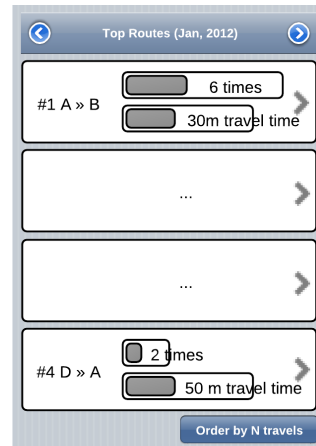 Top Routes (Jan, 2012)
#1 A » B
6 times
30m travel time
...
...
#4 D » A
2 times
50 m travel time
Order by N travels